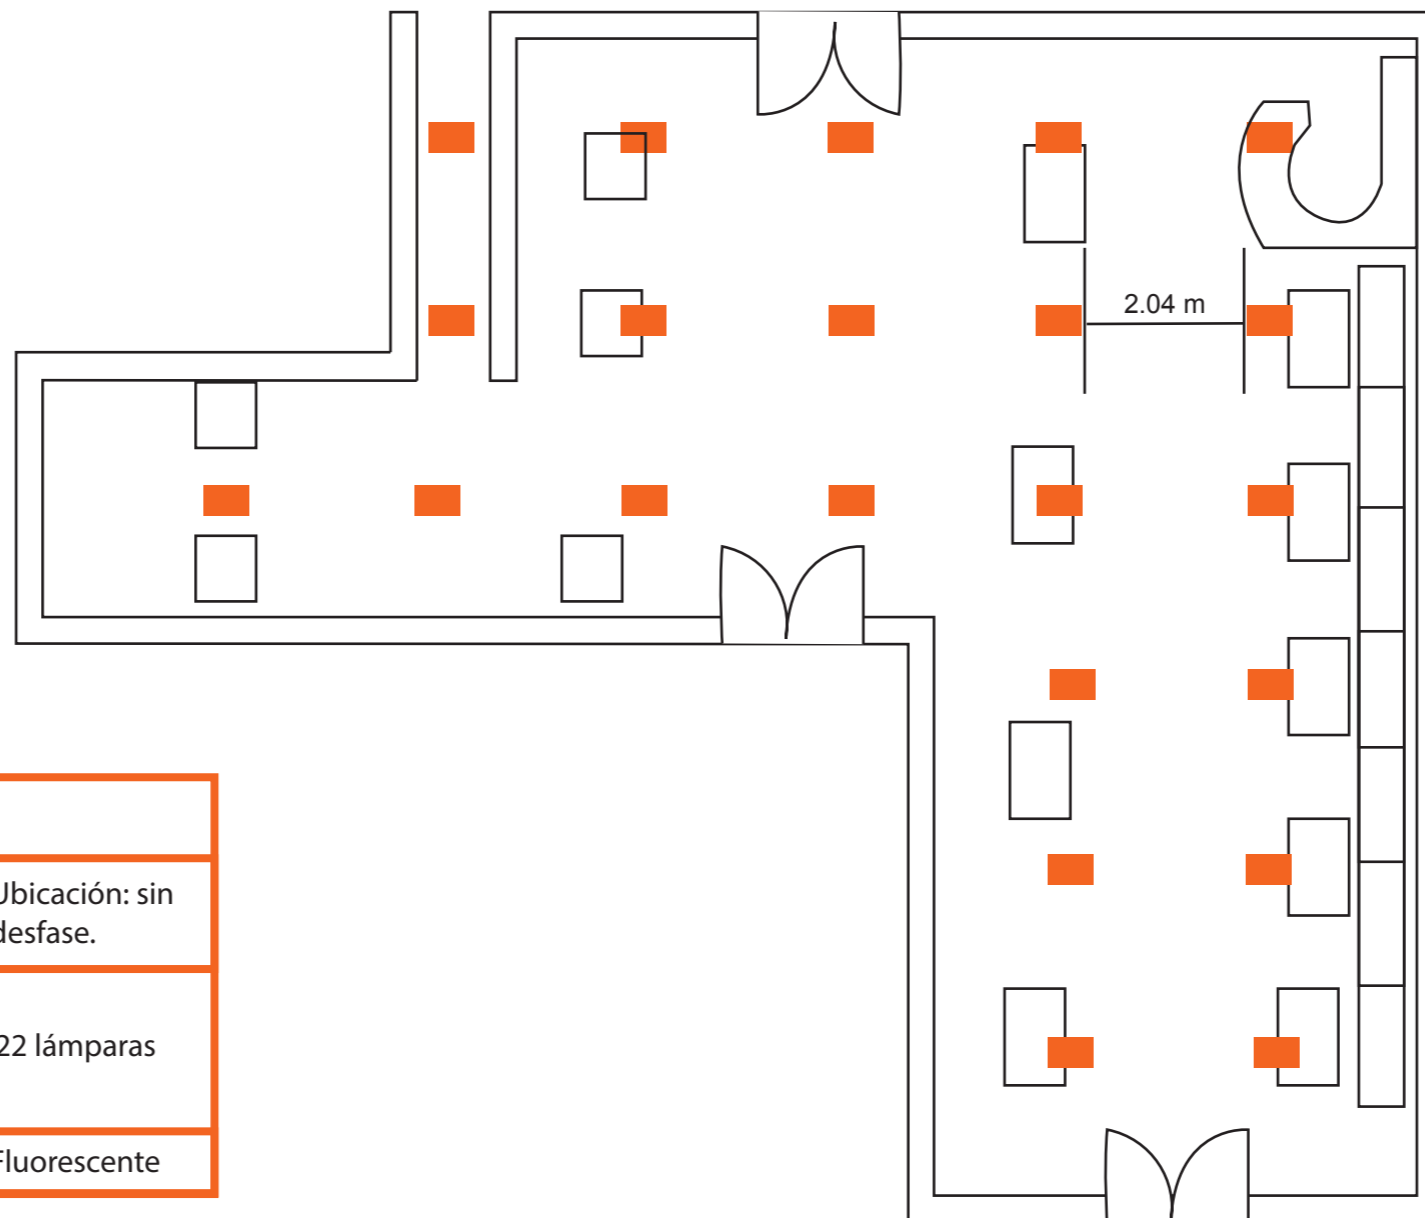 2.04 m
Ubicación: sin
desfase.
22 lámparas
Fluorescente